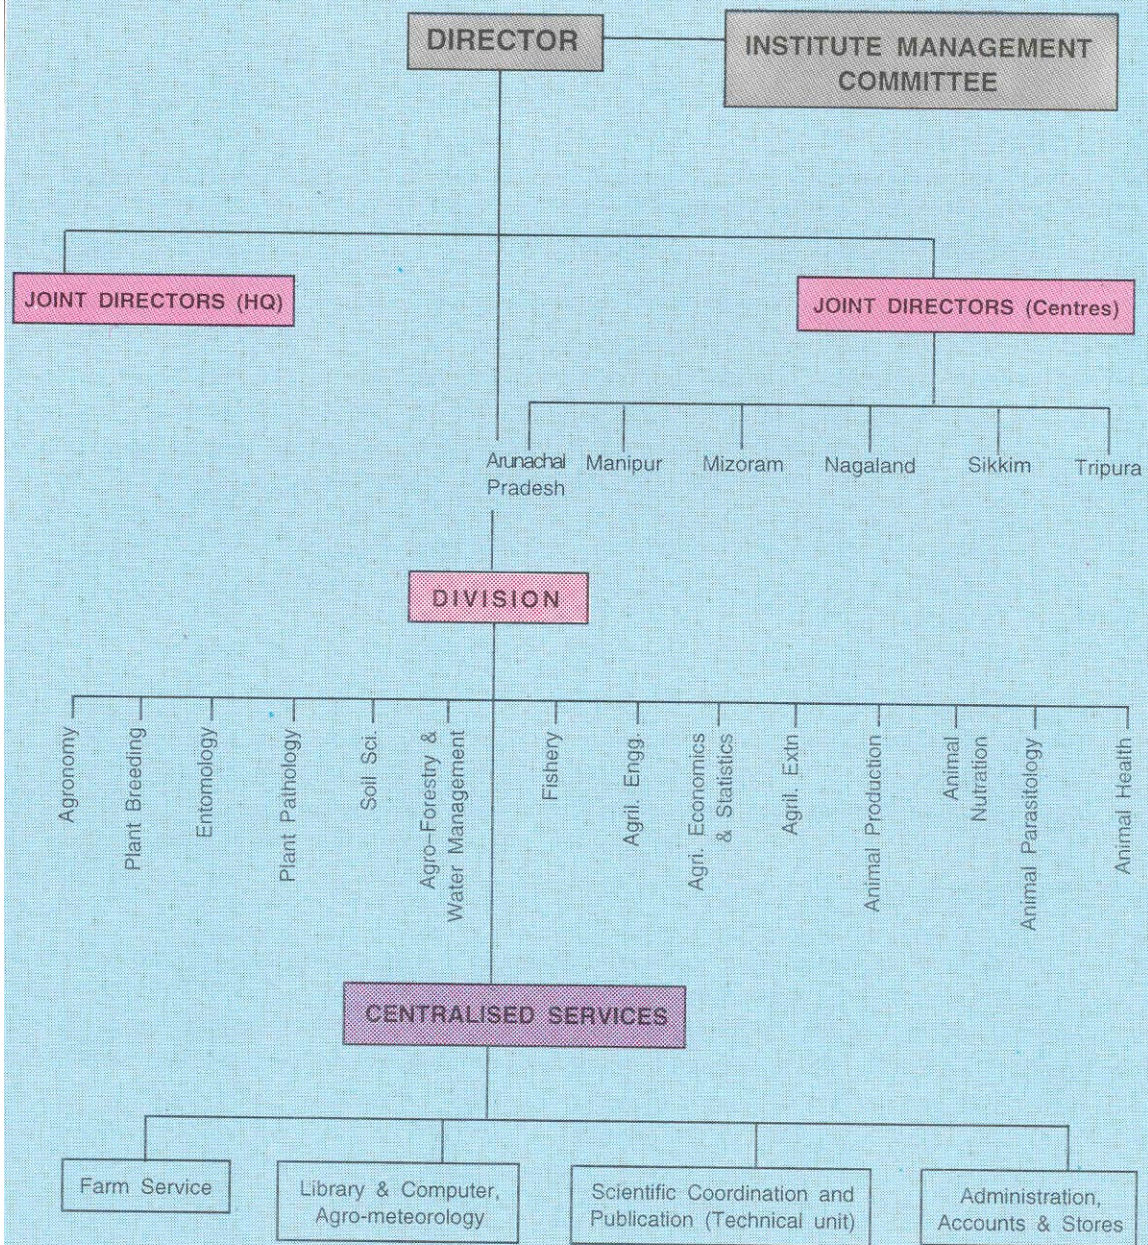 DIRECTOR
INSTITUTE MANAGEMENT
COMMITTEE
JOINT DIRECTORS (HQ)
JOINT DIRECTORS (Centres)
Arunachal
Pradesh
Manipur
Mizoram
Nagaland
Sikkim
Tripura
DIVISION
Agronomy
Plant Breeding
Entomology
Plant Pathology
Soil Sci.
Agro-Forestry &
Water Management
Fishery
Agril. Engg.
Agri. Economics
& Statistics
Agril. Extn
Animal Production
Animal
Nutration
Animal Parasitology
Animal Health
CENTRALISED SERVICES
Farm Service
Library & Computer,
Agro-meteorology
Scientific Coordination and
Publication (Technical unit)
Administration,
Accounts & Stores